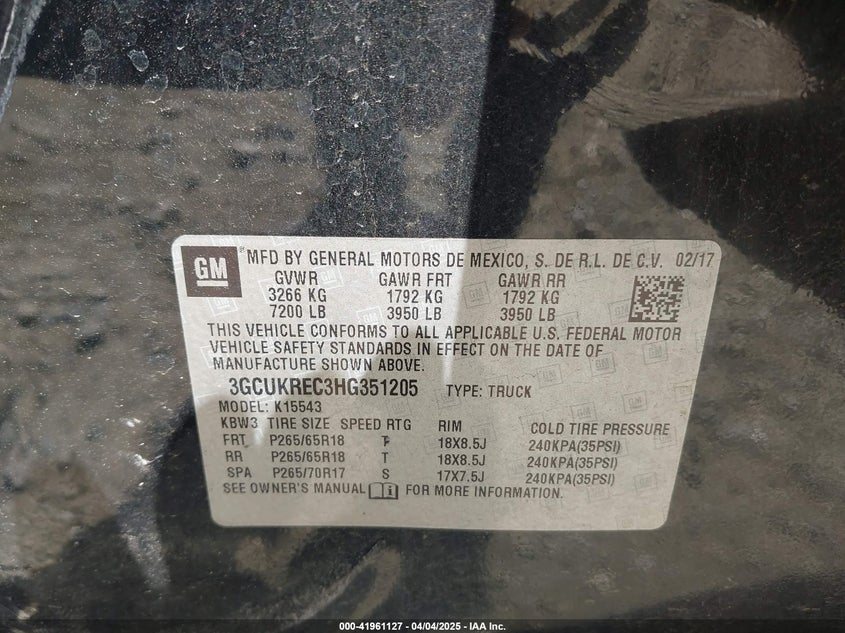 GM
MFD BY GENERAL MOTORS DE MEXICO, S. DE R.L. DE C.V. 02/17
GVWR GAWR FRT GAWR RR
3266 KG 1792 KG 1792 KG
7200 LB 3950 LB 3950 LB
THIS VEHICLE CONFORMS TO ALL APPLICABLE U.S. FEDERAL MOTOR
VEHICLE SAFETY STANDARDS IN EFFECT ON THE DATE OF
MANUFACTURE SHOWN ABOVE.
3GCUKREC3HG351205 TYPE: TRUCK
MODEL: K15543
KBW3 TIRE SIZE SPEED RTG RIM COLD TIRE PRESSURE
FRT P265/65R18 T 18X8.5J 240KPA(35PSI)
RR P265/65R18 T 18X8.5J 240KPA(35PSI)
SPA P265/70R17 S 17X7.5J 240KPA(35PSI)
SEE OWNER'S MANUAL FOR MORE INFORMATION.
000-41961127 - 04/04/2025 - IAA Inc.